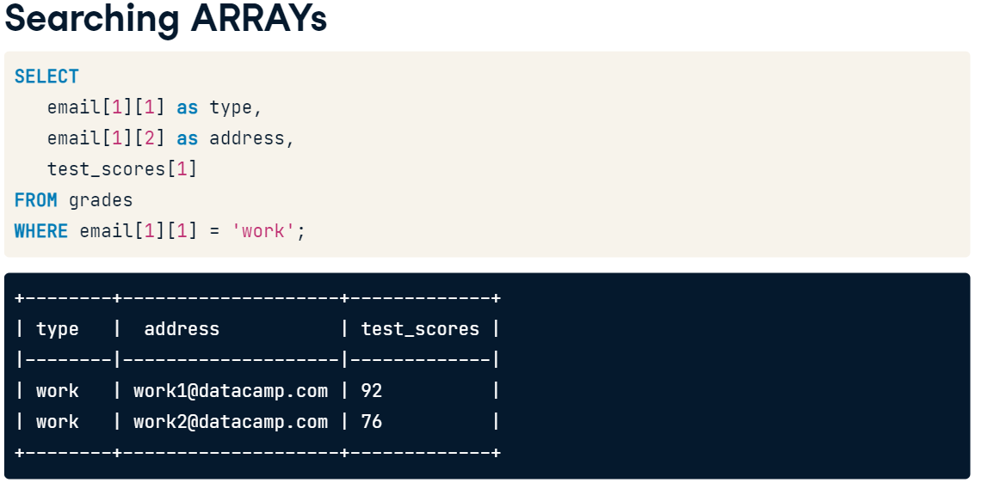 Searching ARRAYs
SELECT
   email[1][1] as type,
   email[1][2] as address,
   test_scores[1]
FROM grades
WHERE email[1][1] = 'work';
+--------+--------------------+-------------+
| type   |  address           | test_scores |
|--------|--------------------|-------------|
| work   | work1@datacamp.com | 92          |
| work   | work2@datacamp.com | 76          |
+--------+--------------------+-------------+